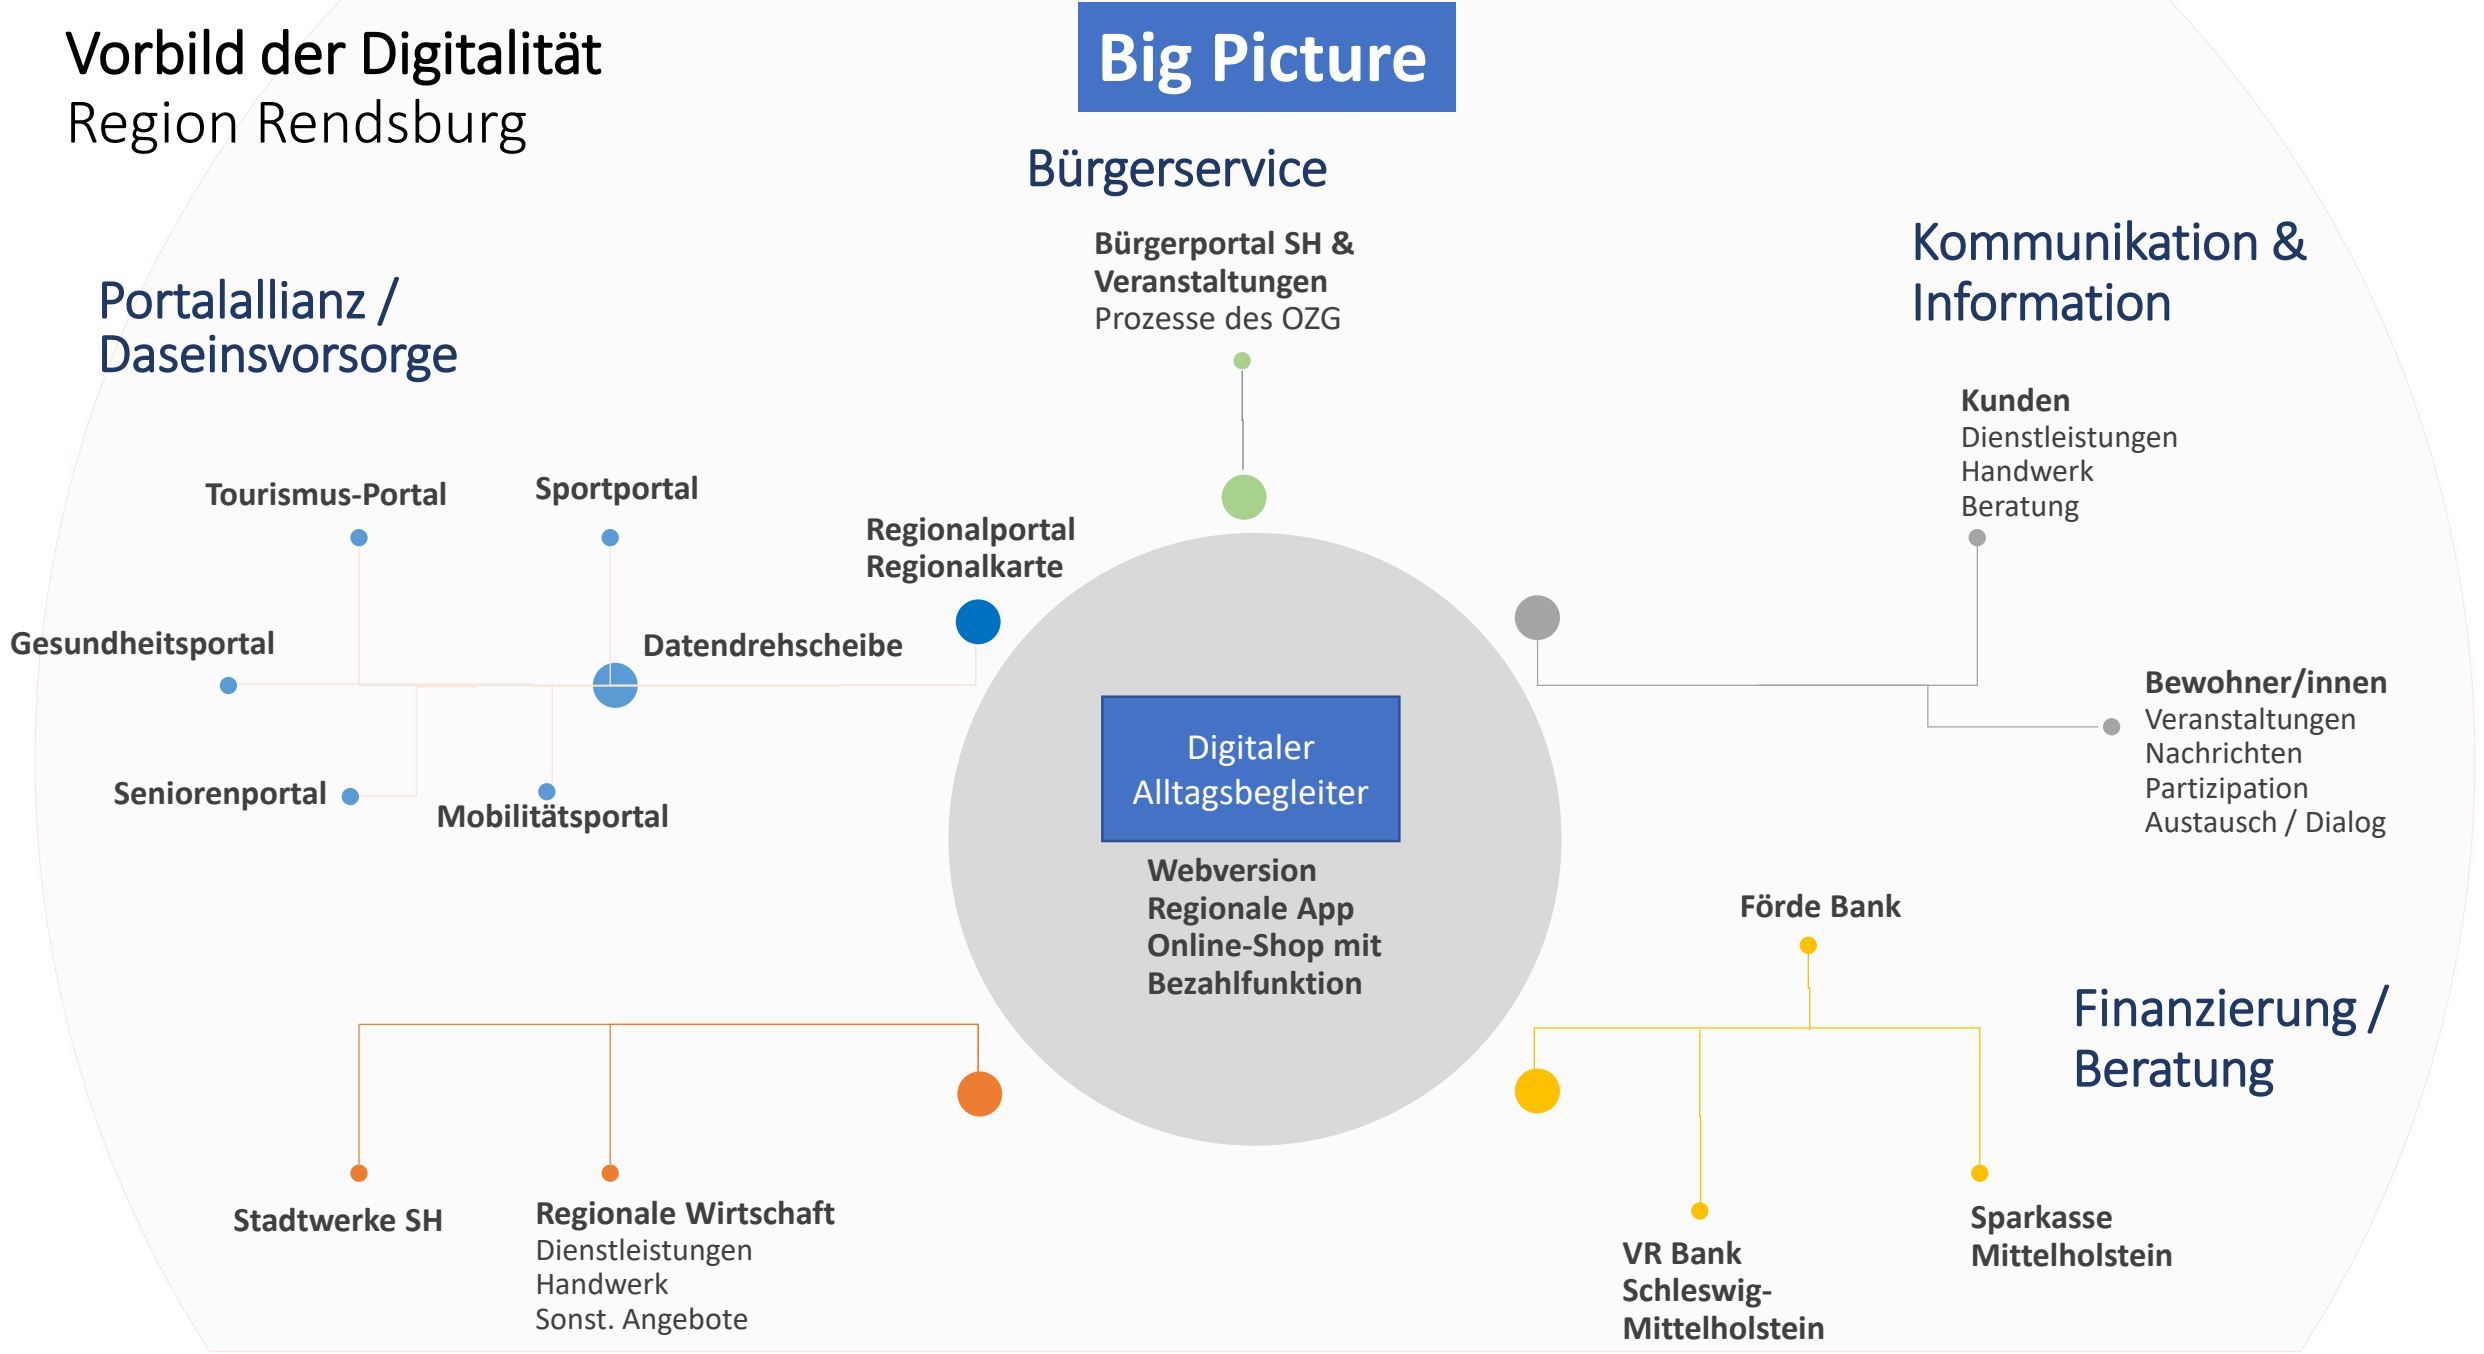 Vorbild der Digitalität
Region Rendsburg
Big Picture
Bürgerservice
Bürgerportal SH &
Veranstaltungen
Prozesse des OZG
Kommunikation &
Information
Kunden
Dienstleistungen
Handwerk
Beratung
Portalallianz /
Daseinsvorsorge
Tourismus-Portal
Sportportal
Regionalportal
Regionalkarte
Gesundheitsportal
Datendrehscheibe
Seniorenportal
Mobilitätsportal
Digitaler
Alltagsbegleiter
Webversion
Regionale App
Online-Shop mit
Bezahlfunktion
Bewohner/innen
Veranstaltungen
Nachrichten
Partizipation
Austausch / Dialog
Förde Bank
Finanzierung /
Beratung
Stadtwerke SH
Regionale Wirtschaft
Dienstleistungen
Handwerk
Sonst. Angebote
VR Bank
Schleswig-
Mittelholstein
Sparkasse
Mittelholstein